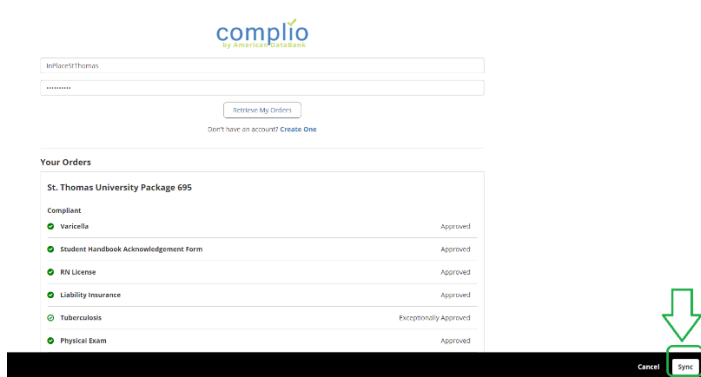 complio
by American DataBank
InPlaceStThomas
••••••••••
Retrieve My Orders
Don't have an account? Create One
Your Orders
St. Thomas University Package 695
Compliant
Varicella Approved
Student Handbook Acknowledgement Form Approved
RN License Approved
Liability Insurance Approved
Tuberculosis Exceptionally Approved
Physical Exam Approved
Cancel Sync